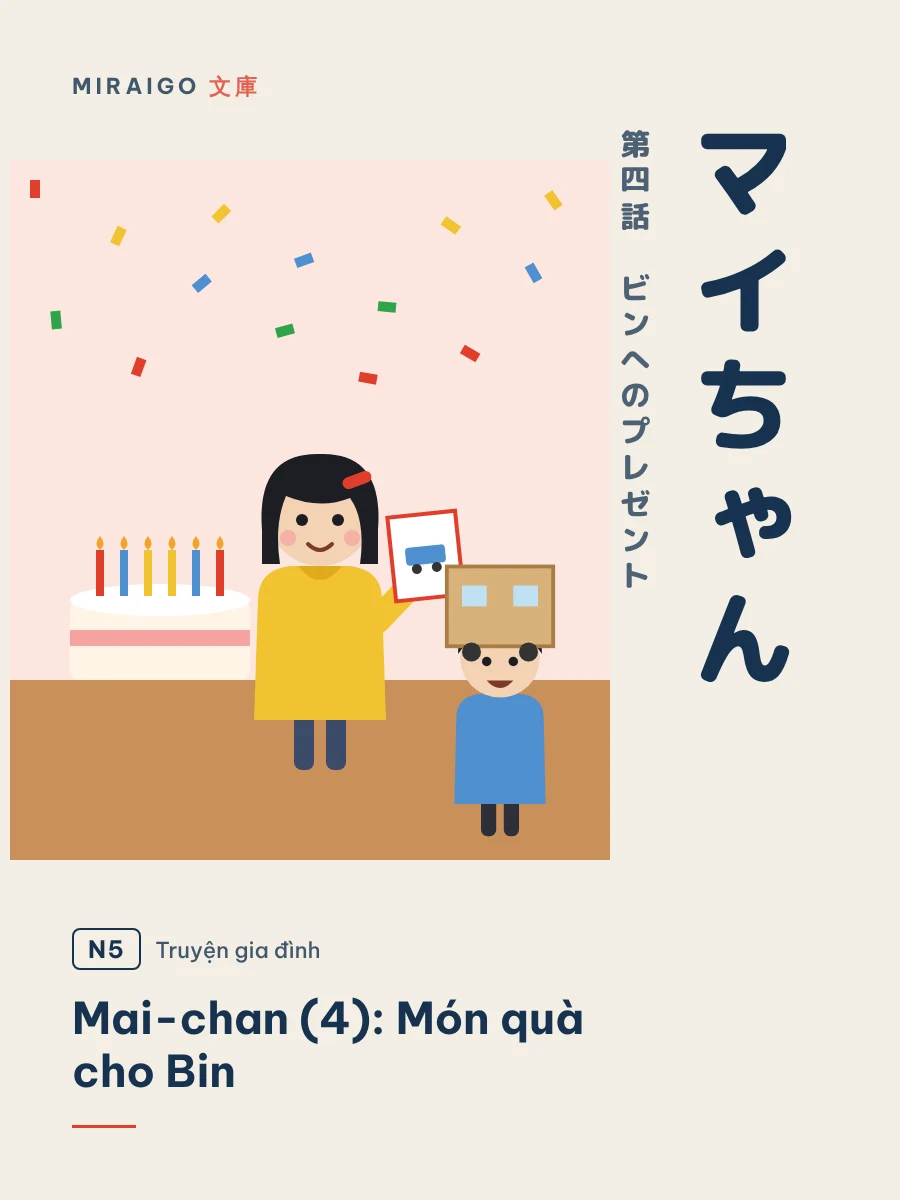 MIRAIGO 文庫
マイちゃん
第四話 ビンへのプレゼント
N5 Truyện gia đình
Mai-chan (4): Món quà
cho Bin